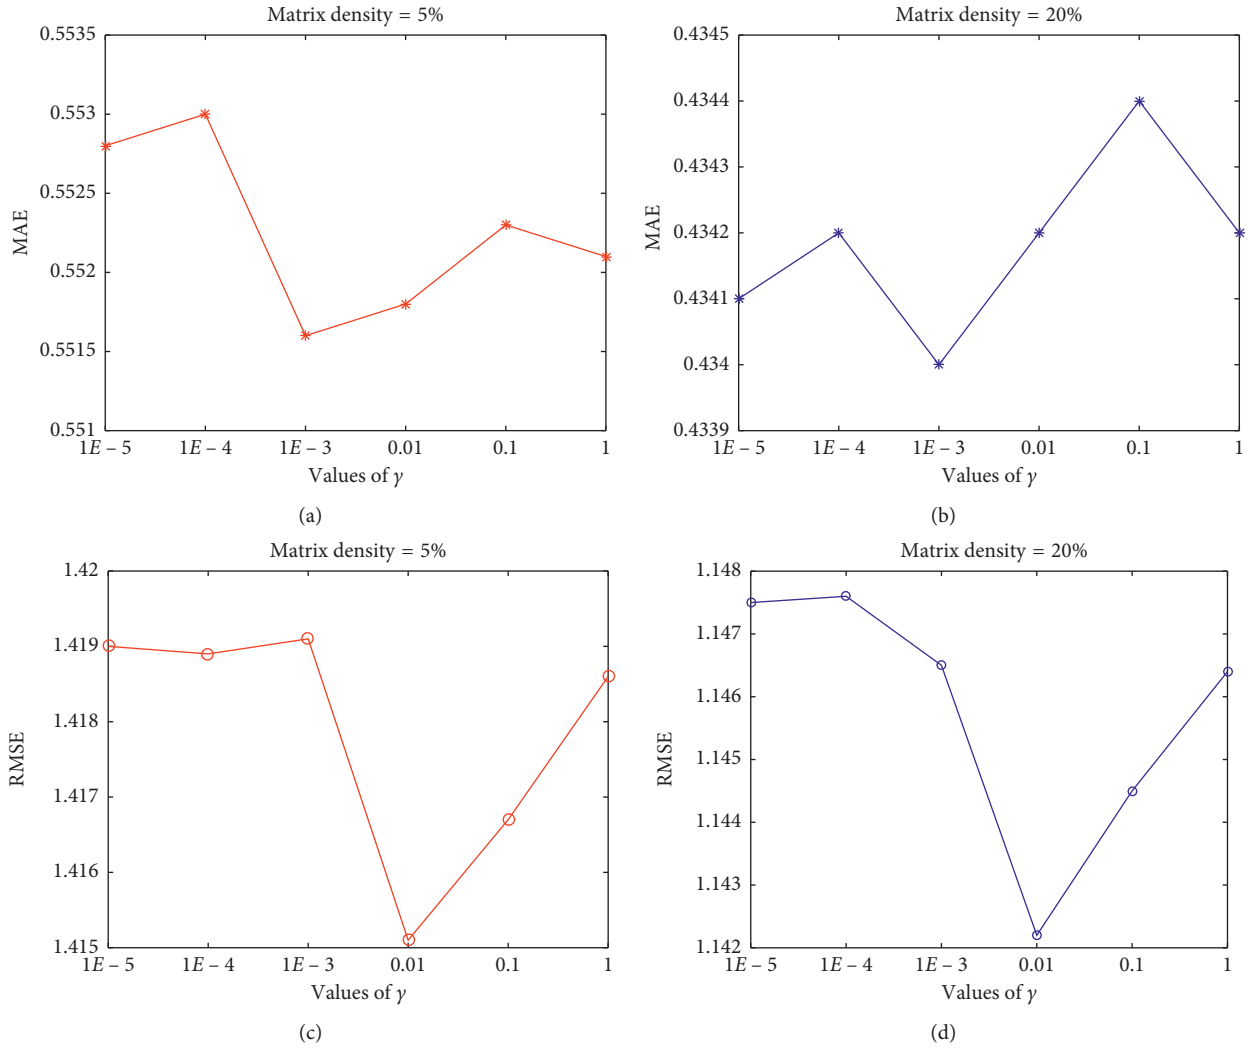 Matrix density = 5%
0.5535
0.553
0.5525
0.552
0.5515
0.551
MAE
1E – 5 1E – 4 1E – 3 0.01 0.1 1
Values of γ
(a)
Matrix density = 20%
0.4345
0.4344
0.4343
0.4342
0.4341
0.434
0.4339
MAE
1E – 5 1E – 4 1E – 3 0.01 0.1 1
Values of γ
(b)
Matrix density = 5%
1.42
1.419
1.418
1.417
1.416
1.415
RMSE
1E – 5 1E – 4 1E – 3 0.01 0.1 1
Values of γ
(c)
Matrix density = 20%
1.148
1.147
1.146
1.145
1.144
1.143
1.142
RMSE
1E – 5 1E – 4 1E – 3 0.01 0.1 1
Values of γ
(d)